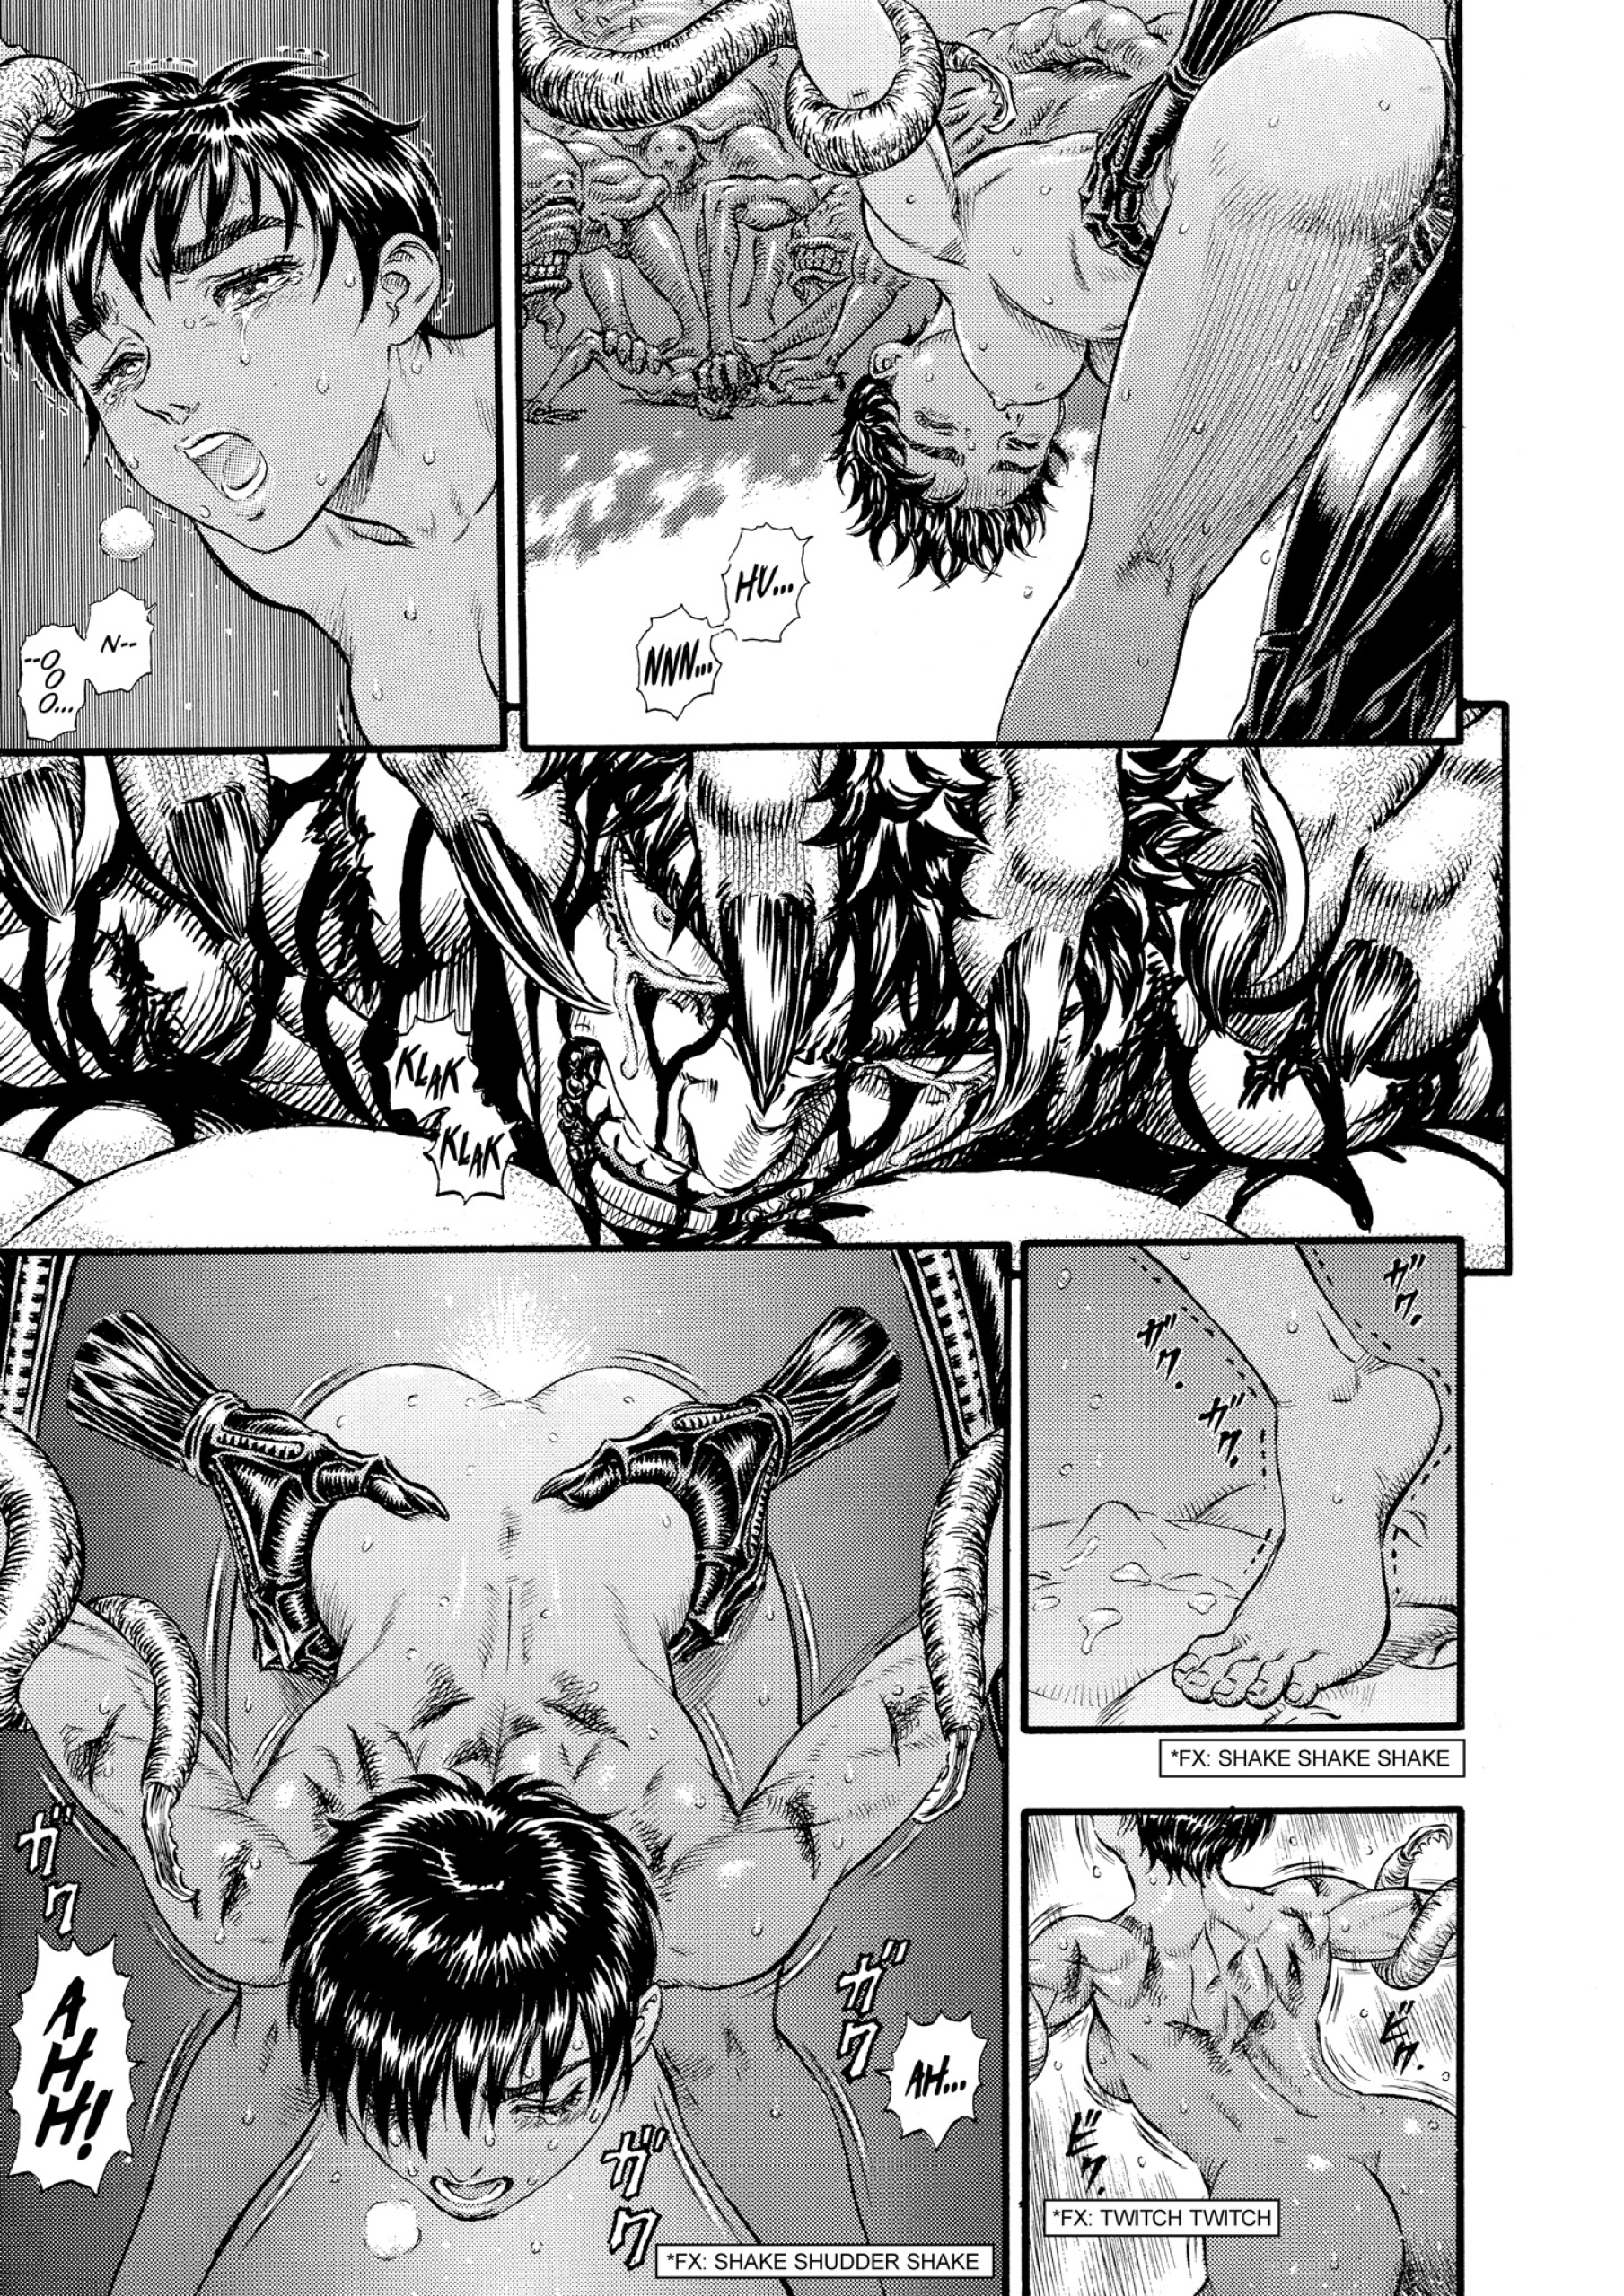 HU...
NNN...
N--
--O
O
O...
KLAK
KLAK
ガク.
ガク.
ガク.
*FX: SHAKE SHAKE SHAKE
ビク.
ビク.
*FX: TWITCH TWITCH
ガク
ガク
AH...
ガク
AHH!
*FX: SHAKE SHUDDER SHAKE